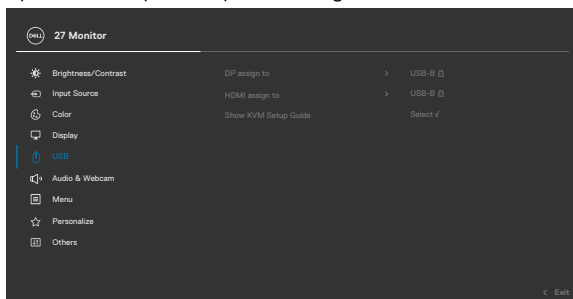 DELL 27 Monitor
Brightness/Contrast DP assign to > USB-B
Input Source HDMI assign to > USB-B
Color Show KVM Setup Guide Select √
Display
USB
Audio & Webcam
Menu
Personalize
Others
< Exit